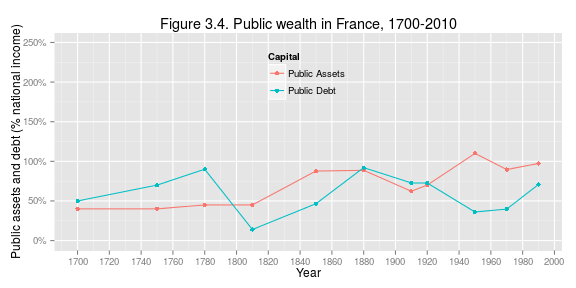 Figure 3.4. Public wealth in France, 1700-2010
Public assets and debt (% national income)
250%
200%
150%
100%
50%
0%
Capital
Public Assets
Public Debt
1700 1720 1740 1760 1780 1800 1820 1840 1860 1880 1900 1920 1940 1960 1980 2000
Year